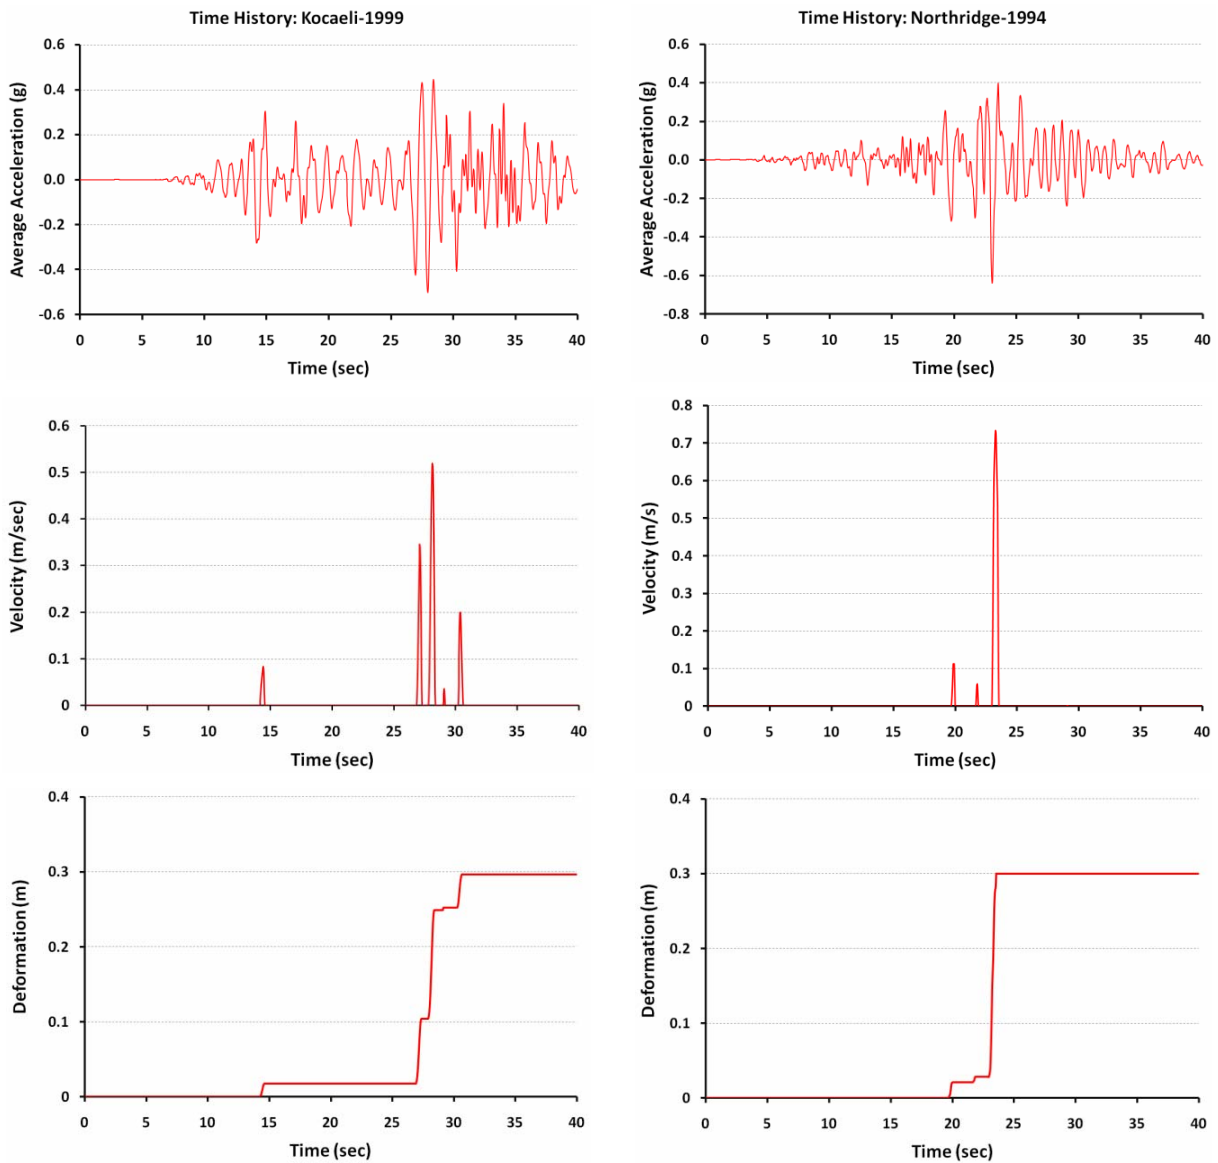 Time History: Kocaeli-1999
Average Acceleration (g)
0.6
0.4
0.2
0.0
-0.2
-0.4
-0.6
0 5 10 15 20 25 30 35 40
Time (sec)
Time History: Northridge-1994
Average Acceleration (g)
0.6
0.4
0.2
0.0
-0.2
-0.4
-0.6
-0.8
0 5 10 15 20 25 30 35 40
Time (sec)
Velocity (m/sec)
0.6
0.5
0.4
0.3
0.2
0.1
0
0 5 10 15 20 25 30 35 40
Time (sec)
Velocity (m/s)
0.8
0.7
0.6
0.5
0.4
0.3
0.2
0.1
0
0 5 10 15 20 25 30 35 40
Time (sec)
Deformation (m)
0.4
0.3
0.2
0.1
0
0 5 10 15 20 25 30 35 40
Time (sec)
Deformation (m)
0.4
0.3
0.2
0.1
0
0 5 10 15 20 25 30 35 40
Time (sec)